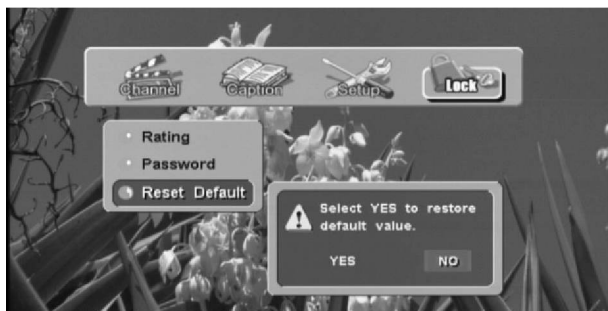 Channel
Caption
Setup
Lock
Rating
Password
Reset Default
Select YES to restore
default value.
YES
NO